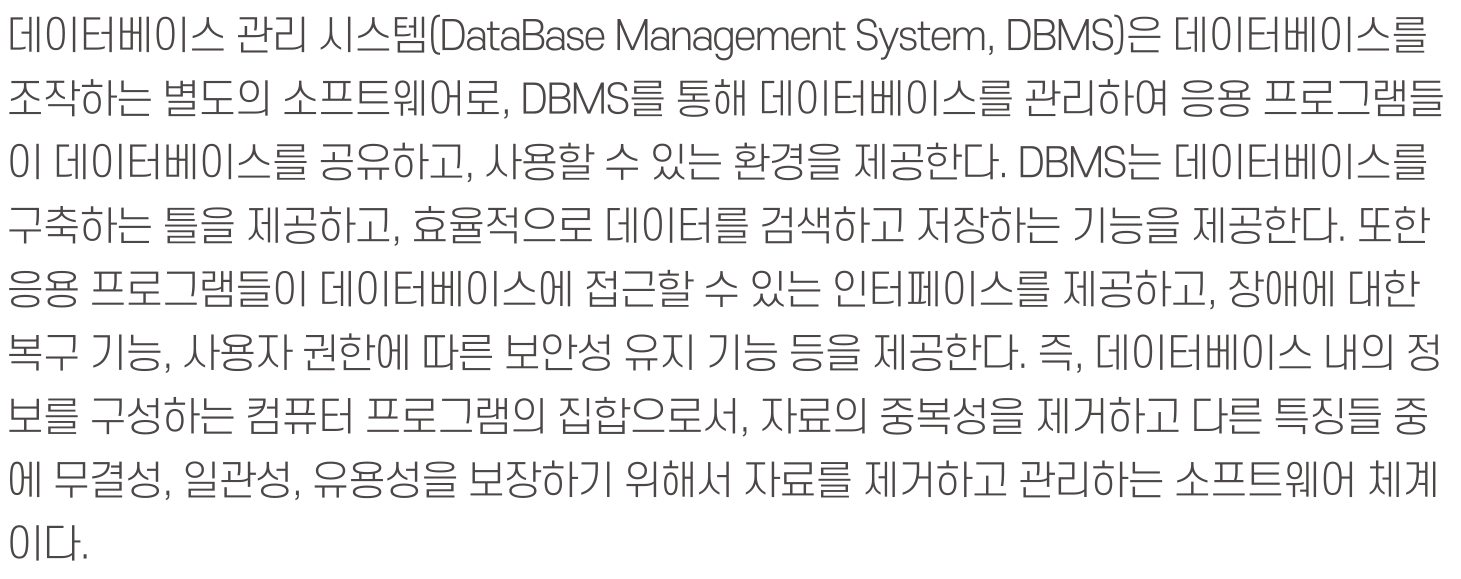 데이터베이스 관리 시스템(DataBase Management System, DBMS)은 데이터베이스를
조작하는 별도의 소프트웨어로, DBMS를 통해 데이터베이스를 관리하여 응용 프로그램들
이 데이터베이스를 공유하고, 사용할 수 있는 환경을 제공한다. DBMS는 데이터베이스를
구축하는 틀을 제공하고, 효율적으로 데이터를 검색하고 저장하는 기능을 제공한다. 또한
응용 프로그램들이 데이터베이스에 접근할 수 있는 인터페이스를 제공하고, 장애에 대한
복구 기능, 사용자 권한에 따른 보안성 유지 기능 등을 제공한다. 즉, 데이터베이스 내의 정
보를 구성하는 컴퓨터 프로그램의 집합으로서, 자료의 중복성을 제거하고 다른 특징들 중
에 무결성, 일관성, 유용성을 보장하기 위해서 자료를 제거하고 관리하는 소프트웨어 체계
이다.